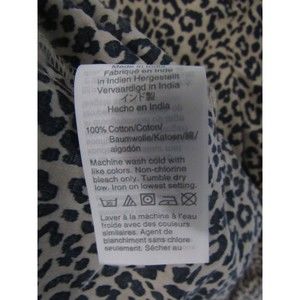 Made in India
Fabriqué en Inde
in Indien Hergestellt
Vervaardigd in India
インド製
Hecho en India
100% Cotton/Coton/
Baumwolle/Katoen/綿/
algodón
Machine wash cold with
like colors. Non-chlorine
bleach only. Tumble dry
low. Iron on lowest setting.
Laver à la machine à l'eau
froide avec des couleurs
similaires. Agent de
blanchiment sans chlore
seulement.
Sécher au